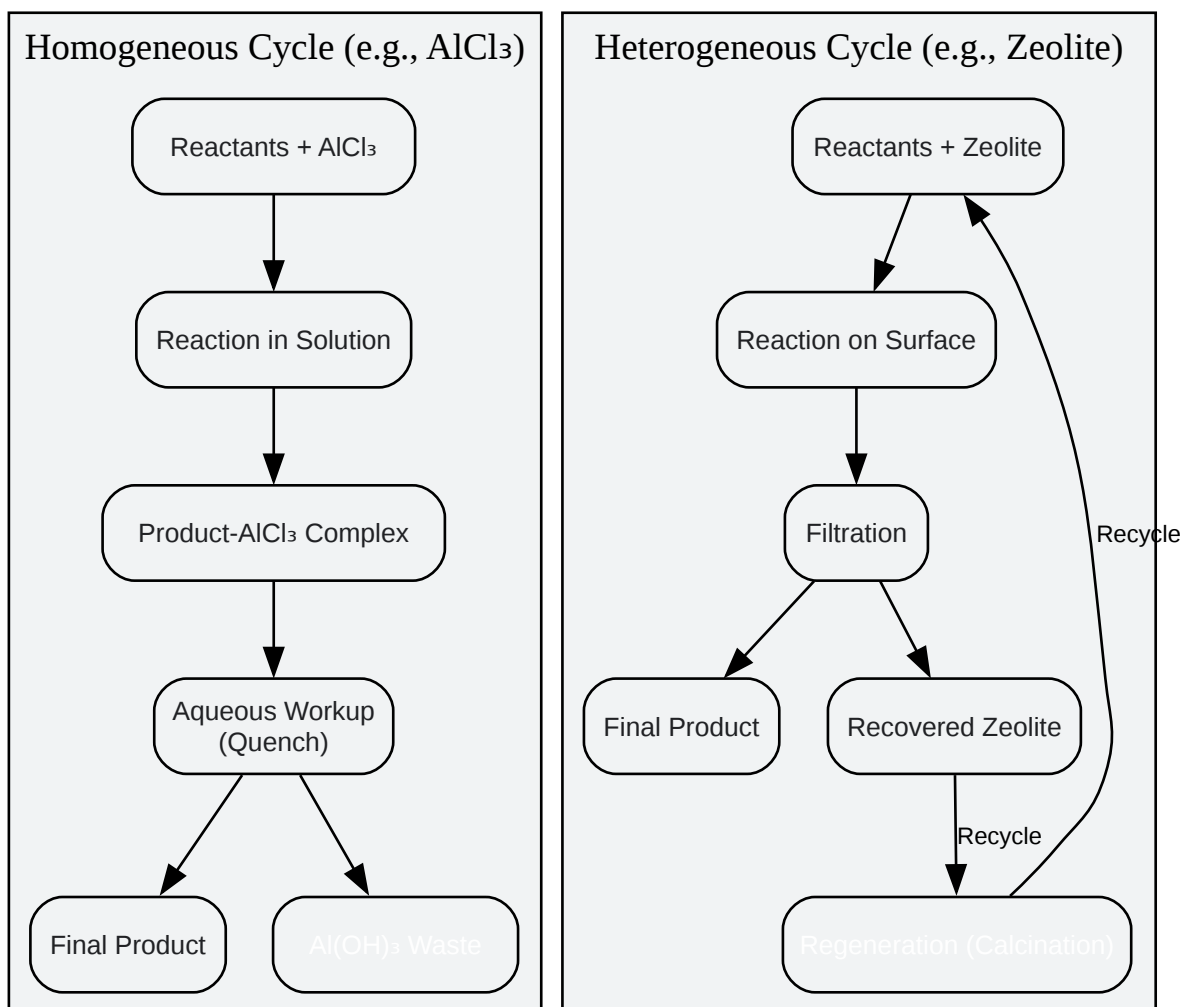 Homogeneous Cycle (e.g., AlCl₃)
Reactants + AlCl₃
Reaction in Solution
Product-AlCl₃ Complex
Aqueous Workup
(Quench)
Final Product
Al(OH)₃ Waste
Heterogeneous Cycle (e.g., Zeolite)
Reactants + Zeolite
Reaction on Surface
Filtration
Recycle
Final Product
Recovered Zeolite
Recycle
Regeneration (Calcination)